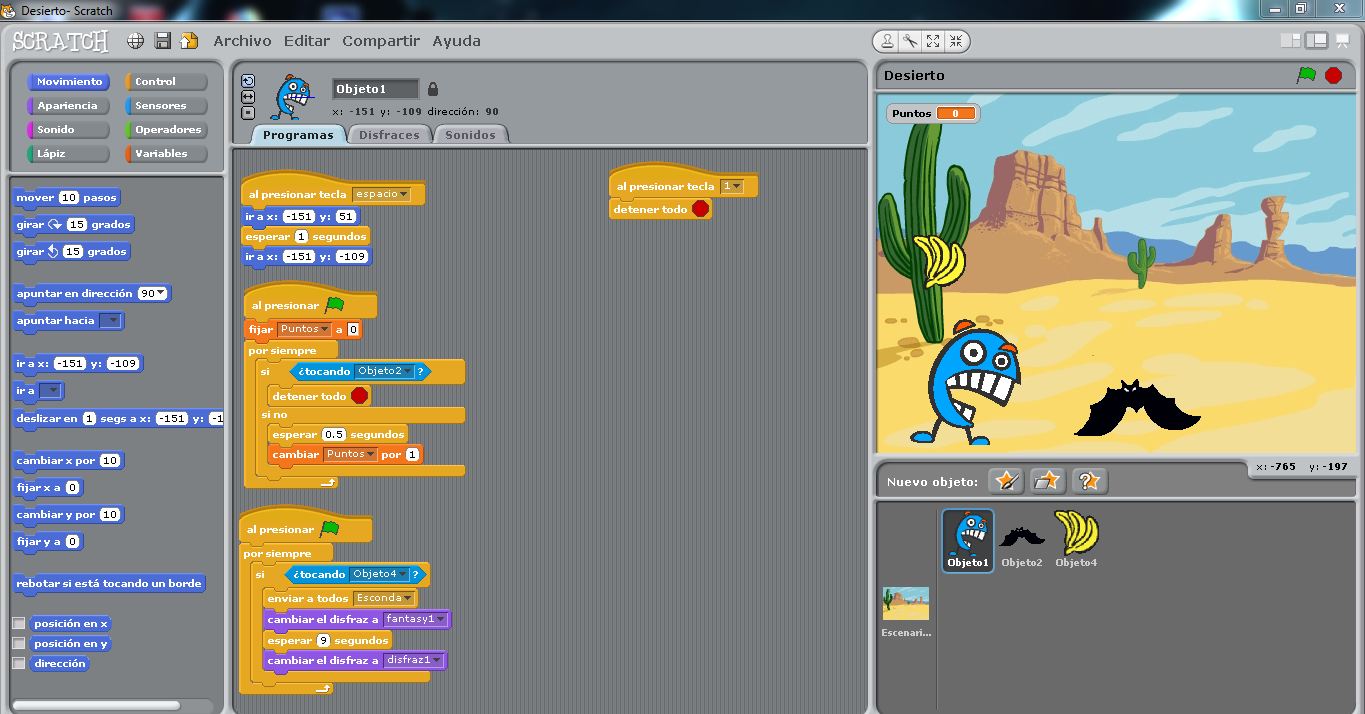 Desierto- Scratch
SCRATCH Archivo Editar Compartir Ayuda
Movimiento Control
Apariencia Sensores
Sonido Operadores
Lápiz Variables
mover 10 pasos
girar 15 grados
girar 15 grados
apuntar en dirección 90
apuntar hacia
ir a x: -151 y: -109
ir a
deslizar en 1 segs a x: -151 y: -1
cambiar x por 10
fijar x a 0
cambiar y por 10
fijar y a 0
rebotar si está tocando un borde
posición en x
posición en y
dirección
Objeto1
x: -151 y: -109 dirección: 90
Programas Disfraces Sonidos
al presionar tecla espacio
ir a x: -151 y: 51
esperar 1 segundos
ir a x: -151 y: -109
al presionar
fijar Puntos a 0
por siempre
si ¿tocando Objeto2 ?
detener todo
si no
esperar 0.5 segundos
cambiar Puntos por 1
al presionar
por siempre
si ¿tocando Objeto4 ?
enviar a todos Esconda
cambiar el disfraz a fantasy1
esperar 9 segundos
cambiar el disfraz a disfraz1
al presionar tecla 1
detener todo
Desierto
Puntos 0
x: -765 y: -197
Nuevo objeto:
Objeto1 Objeto2 Objeto4
Escenari...